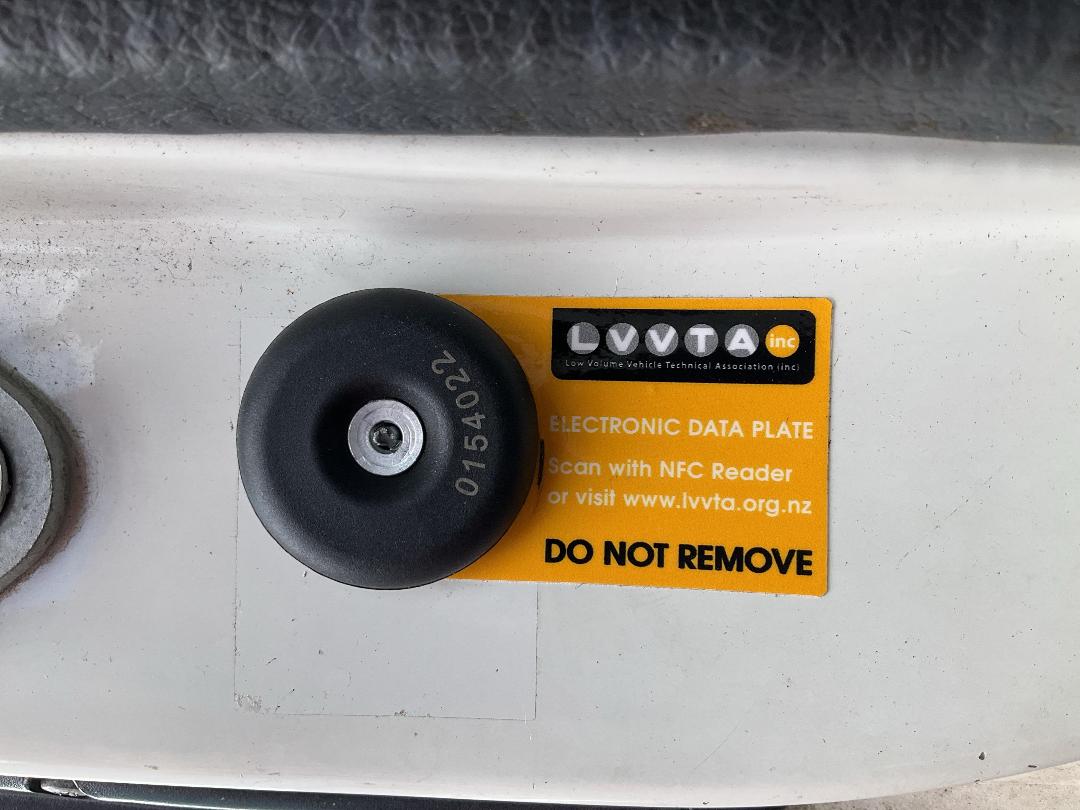 0154022
LVVTA inc
Low Volume Vehicle Technical Association (inc)
ELECTRONIC DATA PLATE
Scan with NFC Reader
or visit www.lvvta.org.nz
DO NOT REMOVE